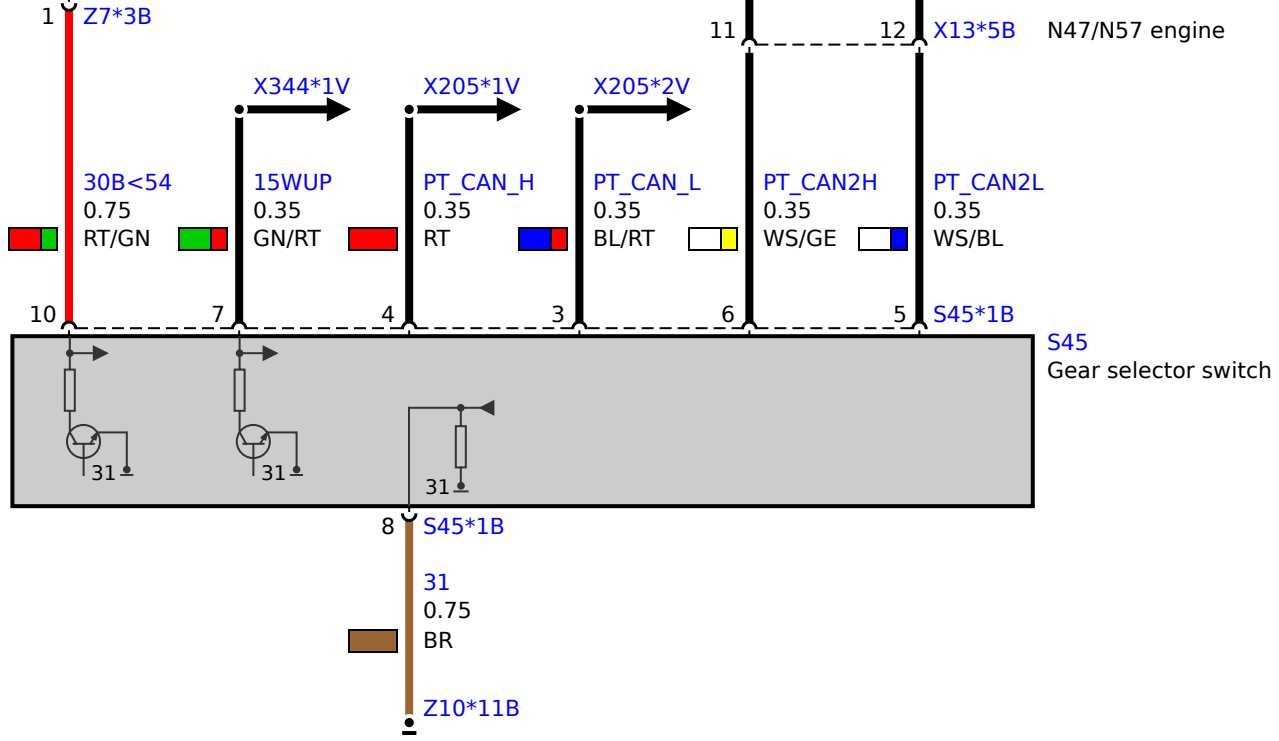 1 Z7*3B
11 12 X13*5B N47/N57 engine
X344*1V X205*1V X205*2V
30B<54 15WUP PT_CAN_H PT_CAN_L PT_CAN2H PT_CAN2L
0.75 0.35 0.35 0.35 0.35 0.35
RT/GN GN/RT RT BL/RT WS/GE WS/BL
10 7 4 3 6 5 S45*1B
S45
Gear selector switch
31 31 31
8 S45*1B
31
0.75
BR
Z10*11B